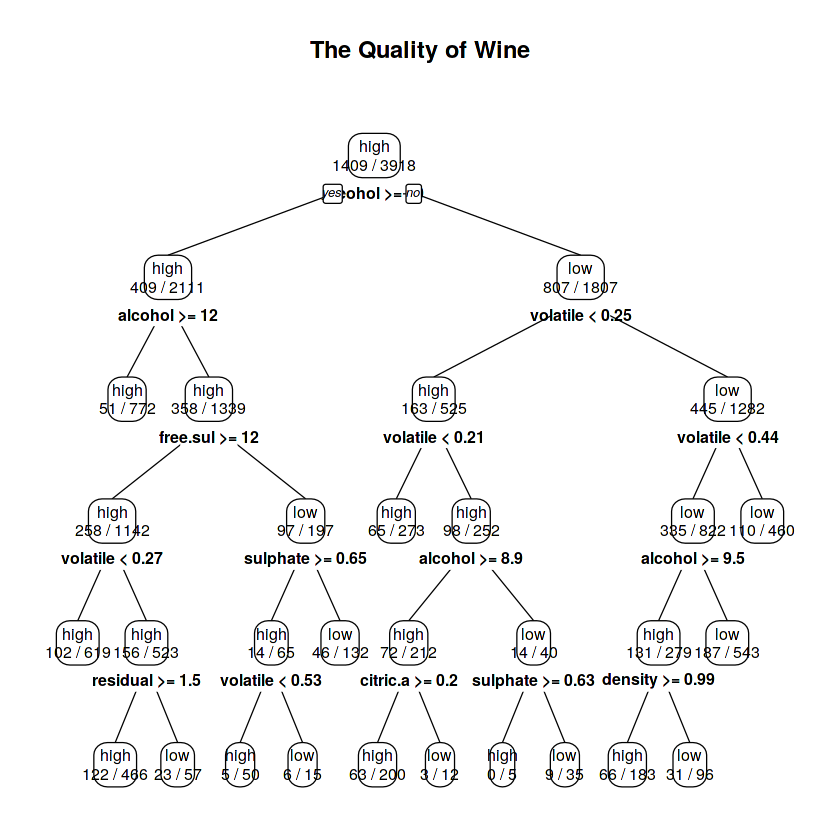 The Quality of Wine
high
1409 / 3918
yes
cohol >=
no
high
409 / 2111
low
807 / 1807
alcohol >= 12
volatile < 0.25
high
51 / 772
high
358 / 1339
high
163 / 525
low
445 / 1282
free.sul >= 12
volatile < 0.21
volatile < 0.44
high
258 / 1142
low
97 / 197
high
65 / 273
high
98 / 252
low
335 / 822
low
110 / 460
volatile < 0.27
sulphate >= 0.65
alcohol >= 8.9
alcohol >= 9.5
high
102 / 619
high
156 / 523
high
14 / 65
low
46 / 132
high
72 / 212
low
14 / 40
high
131 / 279
low
187 / 543
residual >= 1.5
volatile < 0.53
citric.a >= 0.2
sulphate >= 0.63
density >= 0.99
high
122 / 466
low
23 / 57
high
5 / 50
low
6 / 15
high
63 / 200
low
3 / 12
high
0 / 5
low
9 / 35
high
66 / 183
low
31 / 96